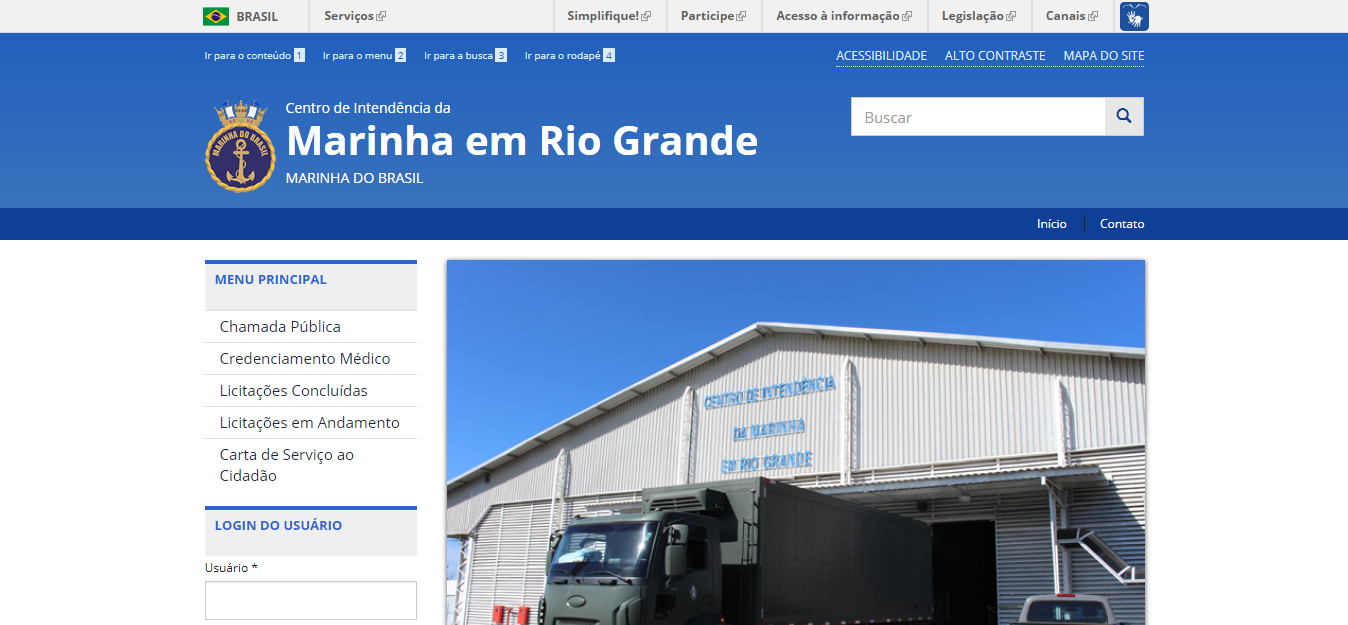 BRASIL
Serviços
Simplifique!
Participe
Acesso à informação
Legislação
Canais
Ir para o conteúdo 1
Ir para o menu 2
Ir para a busca 3
Ir para o rodapé 4
ACESSIBILIDADE
ALTO CONTRASTE
MAPA DO SITE
MARINHA DO BRASIL
Centro de Intendência da
Marinha em Rio Grande
MARINHA DO BRASIL
Buscar
Início
Contato
MENU PRINCIPAL
Chamada Pública
Credenciamento Médico
Licitações Concluídas
Licitações em Andamento
Carta de Serviço ao
Cidadão
LOGIN DO USUÁRIO
Usuário *
CENTRO DE INTENDÊNCIA
DA MARINHA
EM RIO GRANDE